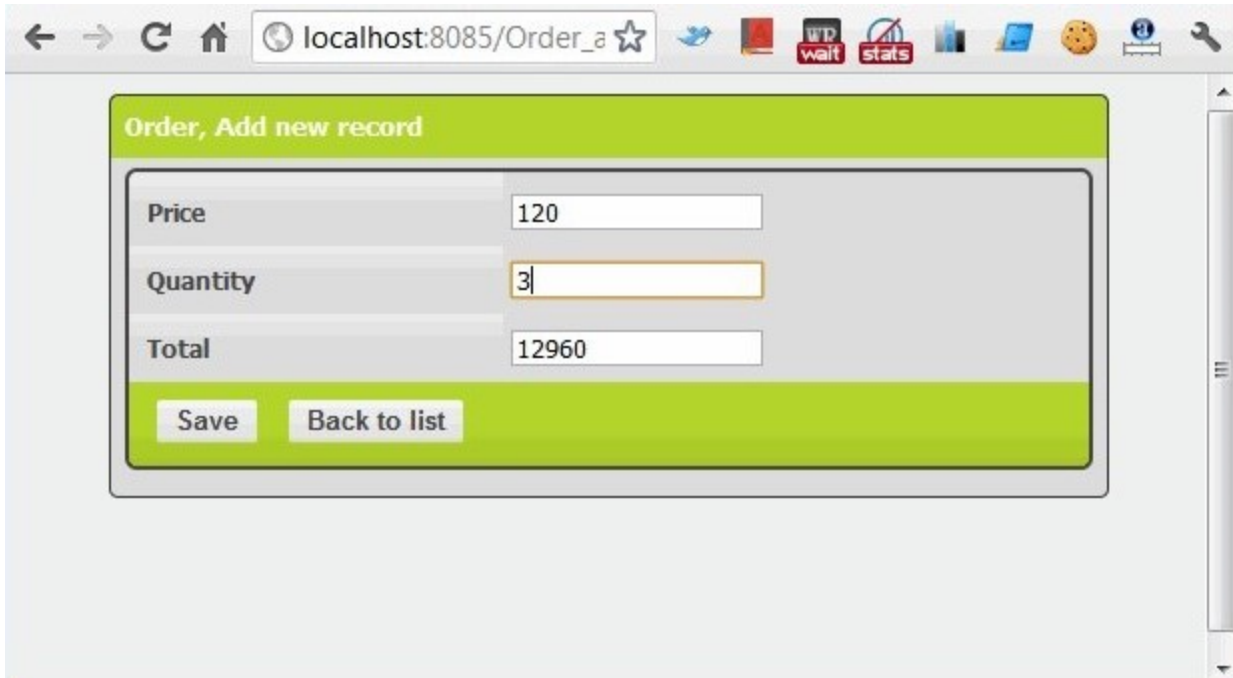 localhost:8085/Order_a
WP
wait
stats
a
Order, Add new record
Price 120
Quantity 3
Total 12960
Save Back to list